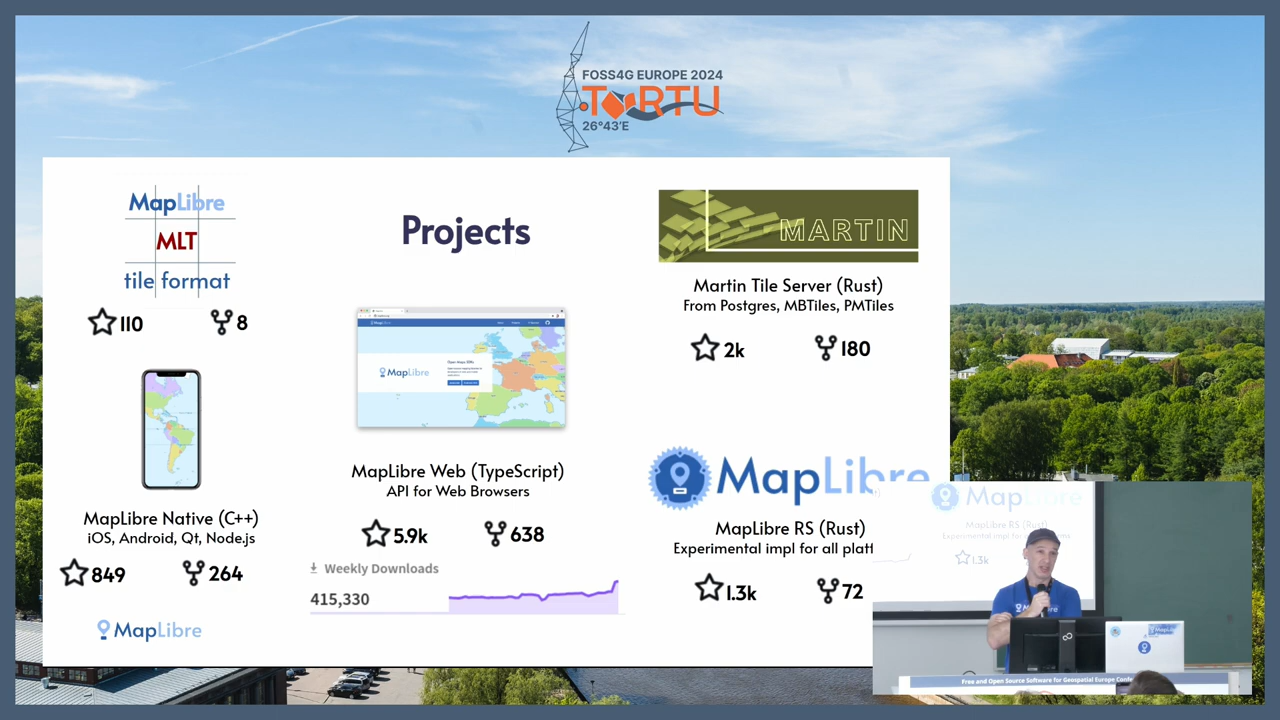 FOSS4G EUROPE 2024
TORTU
26°43'E
Projects
MapLibre
MLT
tile format
110
8
MARTIN
Martin Tile Server (Rust)
From Postgres, MBTiles, PMTiles
2k
180
MapLibre
MapLibre Native (C++)
iOS, Android, Qt, Node.js
849
264
MapLibre Web (TypeScript)
API for Web Browsers
5.9k
638
Weekly Downloads
415,330
MapLibre
MapLibre RS (Rust)
Experimental impl for all platf
1.3k
72
MapLibre
MapLibre
MapLibre RS (Rust)
1.3k
MapLibre
Free and Open Source Software for Geospatial Europe Confe